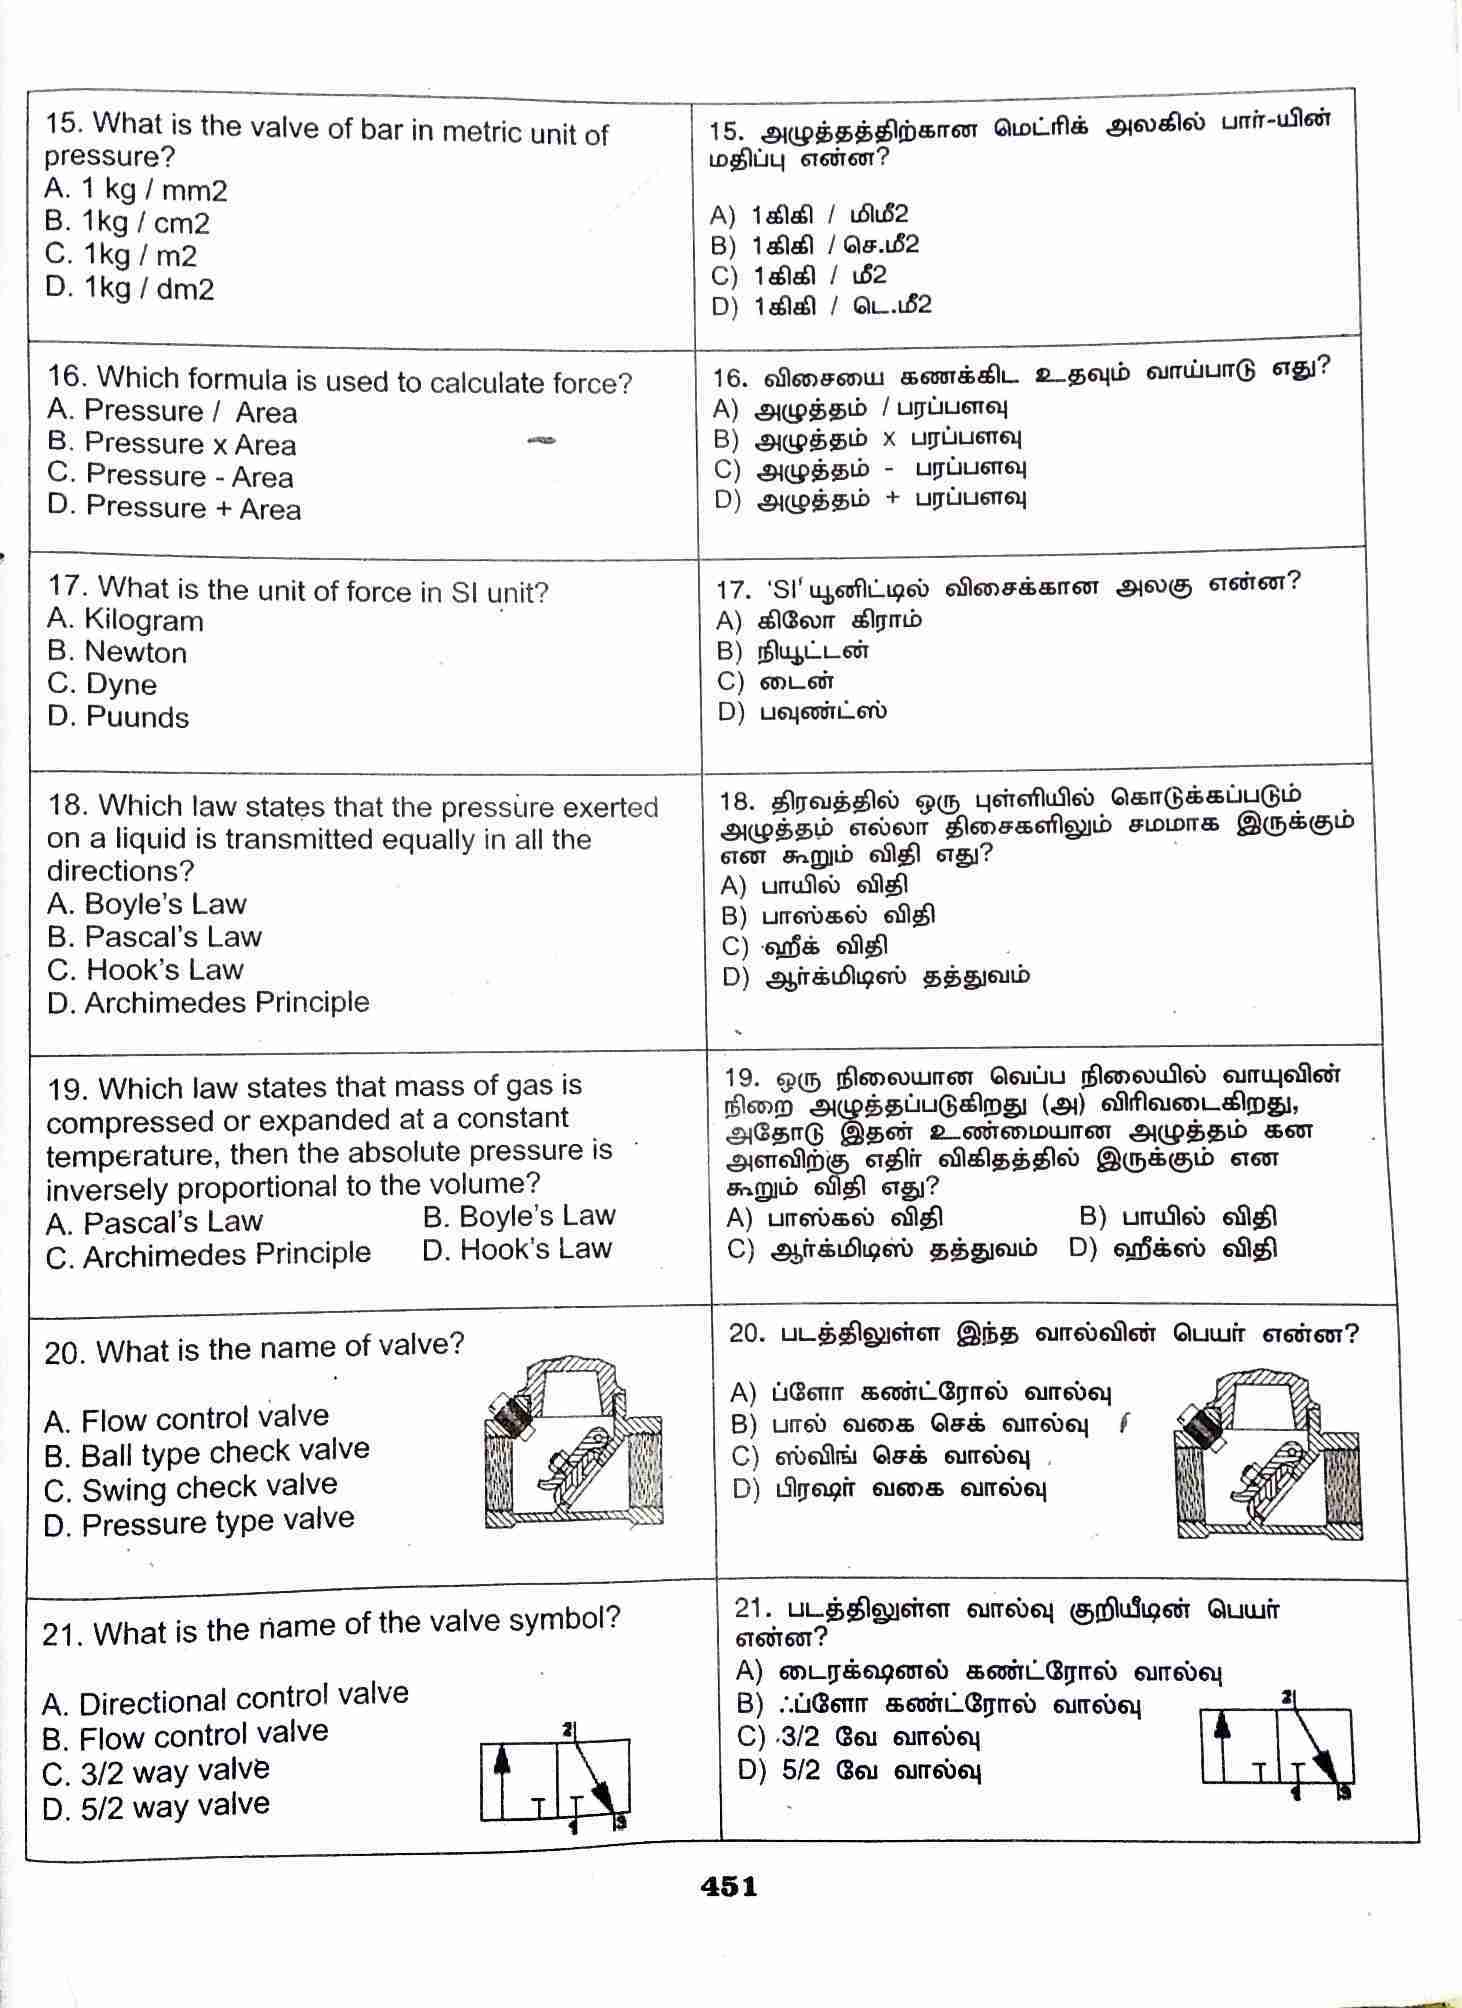 15. What is the valve of bar in metric unit of
pressure?
A. 1 kg / mm2
B. 1kg / cm2
C. 1kg / m2
D. 1kg / dm2
15. அழுத்தத்திற்கான மெட்ரிக் அலகில் பார்-யின்
மதிப்பு என்ன?
A) 1கிகி / மிமீ2
B) 1கிகி / செ.மீ2
C) 1கிகி / மீ2
D) 1கிகி / டெ.மீ2
16. Which formula is used to calculate force?
A. Pressure / Area
B. Pressure x Area
C. Pressure - Area
D. Pressure + Area
16. விசையை கணக்கிட உதவும் வாய்பாடு எது?
A) அழுத்தம் / பரப்பளவு
B) அழுத்தம் x பரப்பளவு
C) அழுத்தம் - பரப்பளவு
D) அழுத்தம் + பரப்பளவு
17. What is the unit of force in SI unit?
A. Kilogram
B. Newton
C. Dyne
D. Puunds
17. 'SI' யூனிட்டில் விசைக்கான அலகு என்ன?
A) கிலோ கிராம்
B) நியூட்டன்
C) டைன்
D) பவுண்ட்ஸ்
18. Which law states that the pressure exerted
on a liquid is transmitted equally in all the
directions?
A. Boyle's Law
B. Pascal's Law
C. Hook's Law
D. Archimedes Principle
18. திரவத்தில் ஒரு புள்ளியில் கொடுக்கப்படும்
அழுத்தம் எல்லா திசைகளிலும் சமமாக இருக்கும்
என கூறும் விதி எது?
A) பாயில் விதி
B) பாஸ்கல் விதி
C) ஹீக் விதி
D) ஆர்க்மிடிஸ் தத்துவம்
19. Which law states that mass of gas is
compressed or expanded at a constant
temperature, then the absolute pressure is
inversely proportional to the volume?
A. Pascal's Law B. Boyle's Law
C. Archimedes Principle D. Hook's Law
19. ஒரு நிலையான வெப்ப நிலையில் வாயுவின்
நிறை அழுத்தப்படுகிறது (அ) விரிவடைகிறது,
அதோடு இதன் உண்மையான அழுத்தம் கன
அளவிற்கு எதிர் விகிதத்தில் இருக்கும் என
கூறும் விதி எது?
A) பாஸ்கல் விதி B) பாயில் விதி
C) ஆர்க்மிடிஸ் தத்துவம் D) ஹீக்ஸ் விதி
20. What is the name of valve?
A. Flow control valve
B. Ball type check valve
C. Swing check valve
D. Pressure type valve
20. படத்திலுள்ள இந்த வால்வின் பெயர் என்ன?
A) ப்ளோ கண்ட்ரோல் வால்வு
B) பால் வகை செக் வால்வு
C) ஸ்விங் செக் வால்வு
D) பிரஷர் வகை வால்வு
21. What is the name of the valve symbol?
A. Directional control valve
B. Flow control valve
C. 3/2 way valve
D. 5/2 way valve
2
1 3
21. படத்திலுள்ள வால்வு குறியீடின் பெயர்
என்ன?
A) டைரக்ஷனல் கண்ட்ரோல் வால்வு
B) ஃப்ளோ கண்ட்ரோல் வால்வு
C) 3/2 வே வால்வு
D) 5/2 வே வால்வு
2
1 3
451